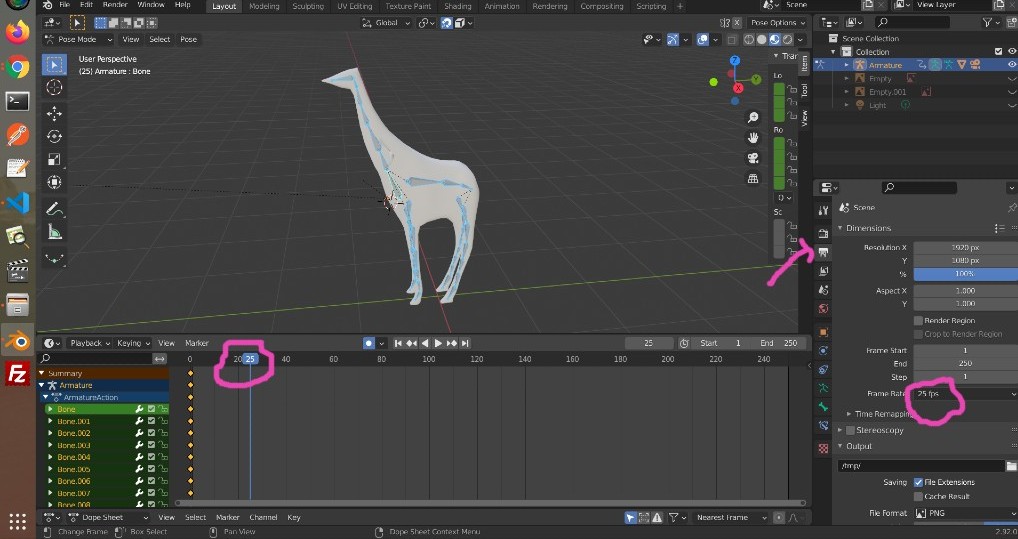 File Edit Render Window Help Layout Modeling Sculpting UV Editing Texture Paint Shading Animation Rendering Compositing Scripting + Scene View Layer
Global Pose Options
Pose Mode View Select Pose
User Perspective
(25) Armature : Bone
Item
Tool
View
Lo
Ro
Q
Sc
X
Y
Z
Scene Collection
Collection
Armature
Empty
Empty.001
Light
Scene
Dimensions
Resolution X 1920 px
Y 1080 px
% 100%
Aspect X 1.000
Y 1.000
Render Region
Crop to Render Region
Frame Start 1
End 250
Step 1
Frame Rate 25 fps
Time Remapping
Stereoscopy
Output
/tmp/
Saving File Extensions
Cache Result
File Format PNG
Playback Keying View Marker 25 Start 1 End 250
0 20 25 40 60 80 100 120 140 160 180 200 220 240
Summary
Armature
ArmatureAction
Bone
Bone.001
Bone.002
Bone.003
Bone.004
Bone.005
Bone.006
Bone.007
Bone.008
Dope Sheet View Select Marker Channel Key Nearest Frame
Change Frame Box Select Pan View Dope Sheet Context Menu 2.92.0
Fz